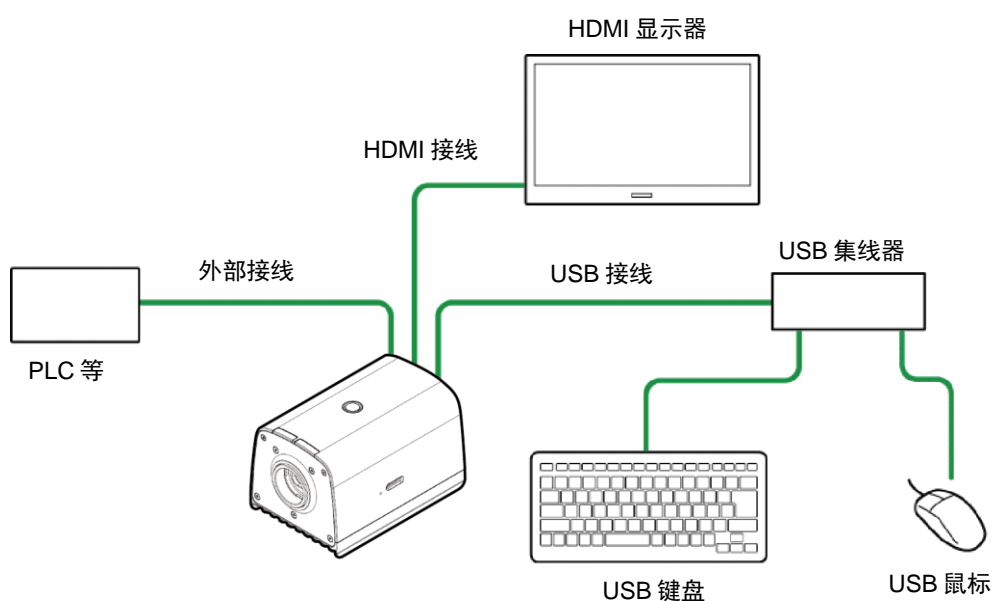 HDMI 显示器
HDMI 接线
USB 集线器
外部接线
USB 接线
PLC 等
USB 键盘
USB 鼠标